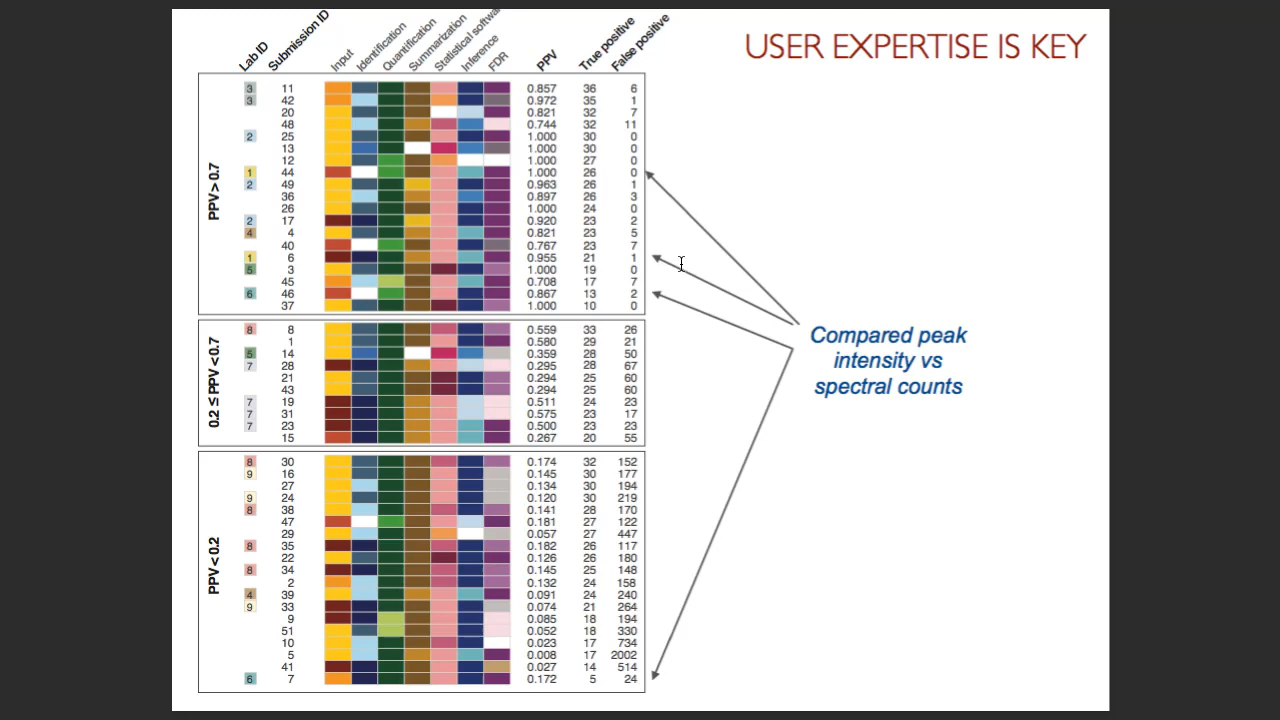 USER EXPERTISE IS KEY
Lab ID Submission ID Input Identification Quantification Summarization Statistical softwa Inference FDR PPV True positive False positive
PPV > 0.7
3 11 0.857 36 6
3 42 0.972 35 1
20 0.821 32 7
48 0.744 32 11
2 25 1.000 30 0
13 1.000 30 0
12 1.000 27 0
1 44 1.000 26 0
2 49 0.963 26 1
36 0.897 26 3
26 1.000 24 0
2 17 0.920 23 2
4 4 0.821 23 5
40 0.767 23 7
1 6 0.955 21 1
5 3 1.000 19 0
45 0.708 17 7
6 46 0.867 13 2
37 1.000 10 0
0.2 ≤ PPV < 0.7
8 8 0.559 33 26
1 0.580 29 21
5 14 0.359 28 50
7 28 0.295 28 67
21 0.294 25 60
43 0.294 25 60
7 19 0.511 24 23
7 31 0.575 23 17
7 23 0.500 23 23
15 0.267 20 55
PPV < 0.2
8 30 0.174 32 152
9 16 0.145 30 177
27 0.134 30 194
9 24 0.120 30 219
8 38 0.141 28 170
47 0.181 27 122
29 0.057 27 447
8 35 0.182 26 117
22 0.126 26 180
8 34 0.145 25 148
2 0.132 24 158
4 39 0.091 24 240
9 33 0.074 21 264
9 0.085 18 194
51 0.052 18 330
10 0.023 17 734
5 0.008 17 2002
41 0.027 14 514
6 7 0.172 5 24
Compared peak
intensity vs
spectral counts